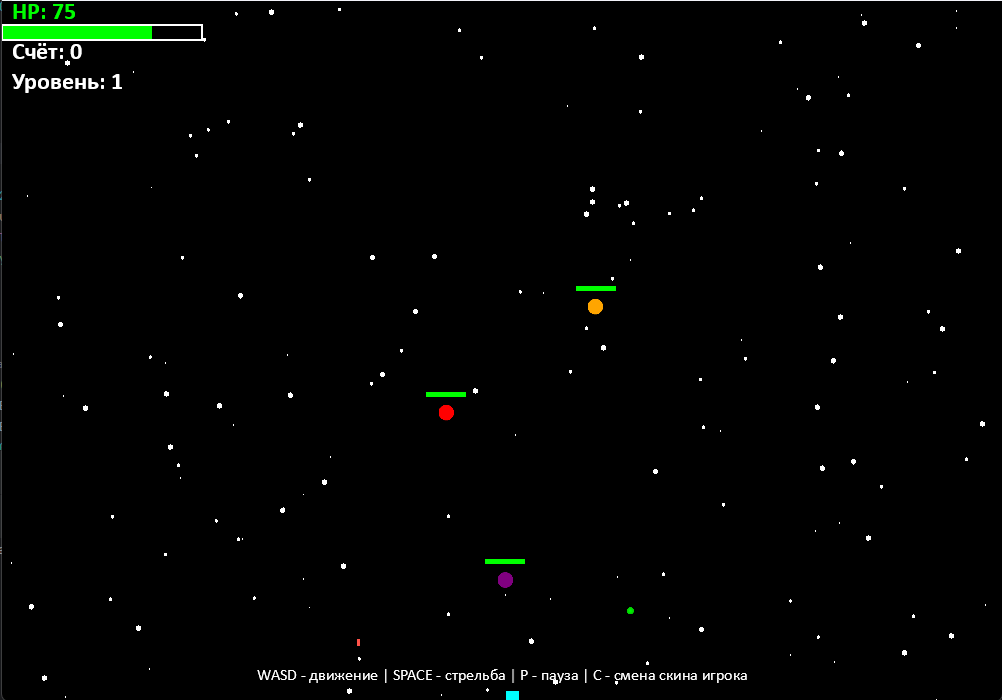 HP: 75
Счёт: 0
Уровень: 1
WASD - движение | SPACE - стрельба | P - пауза | C - смена скина игрока